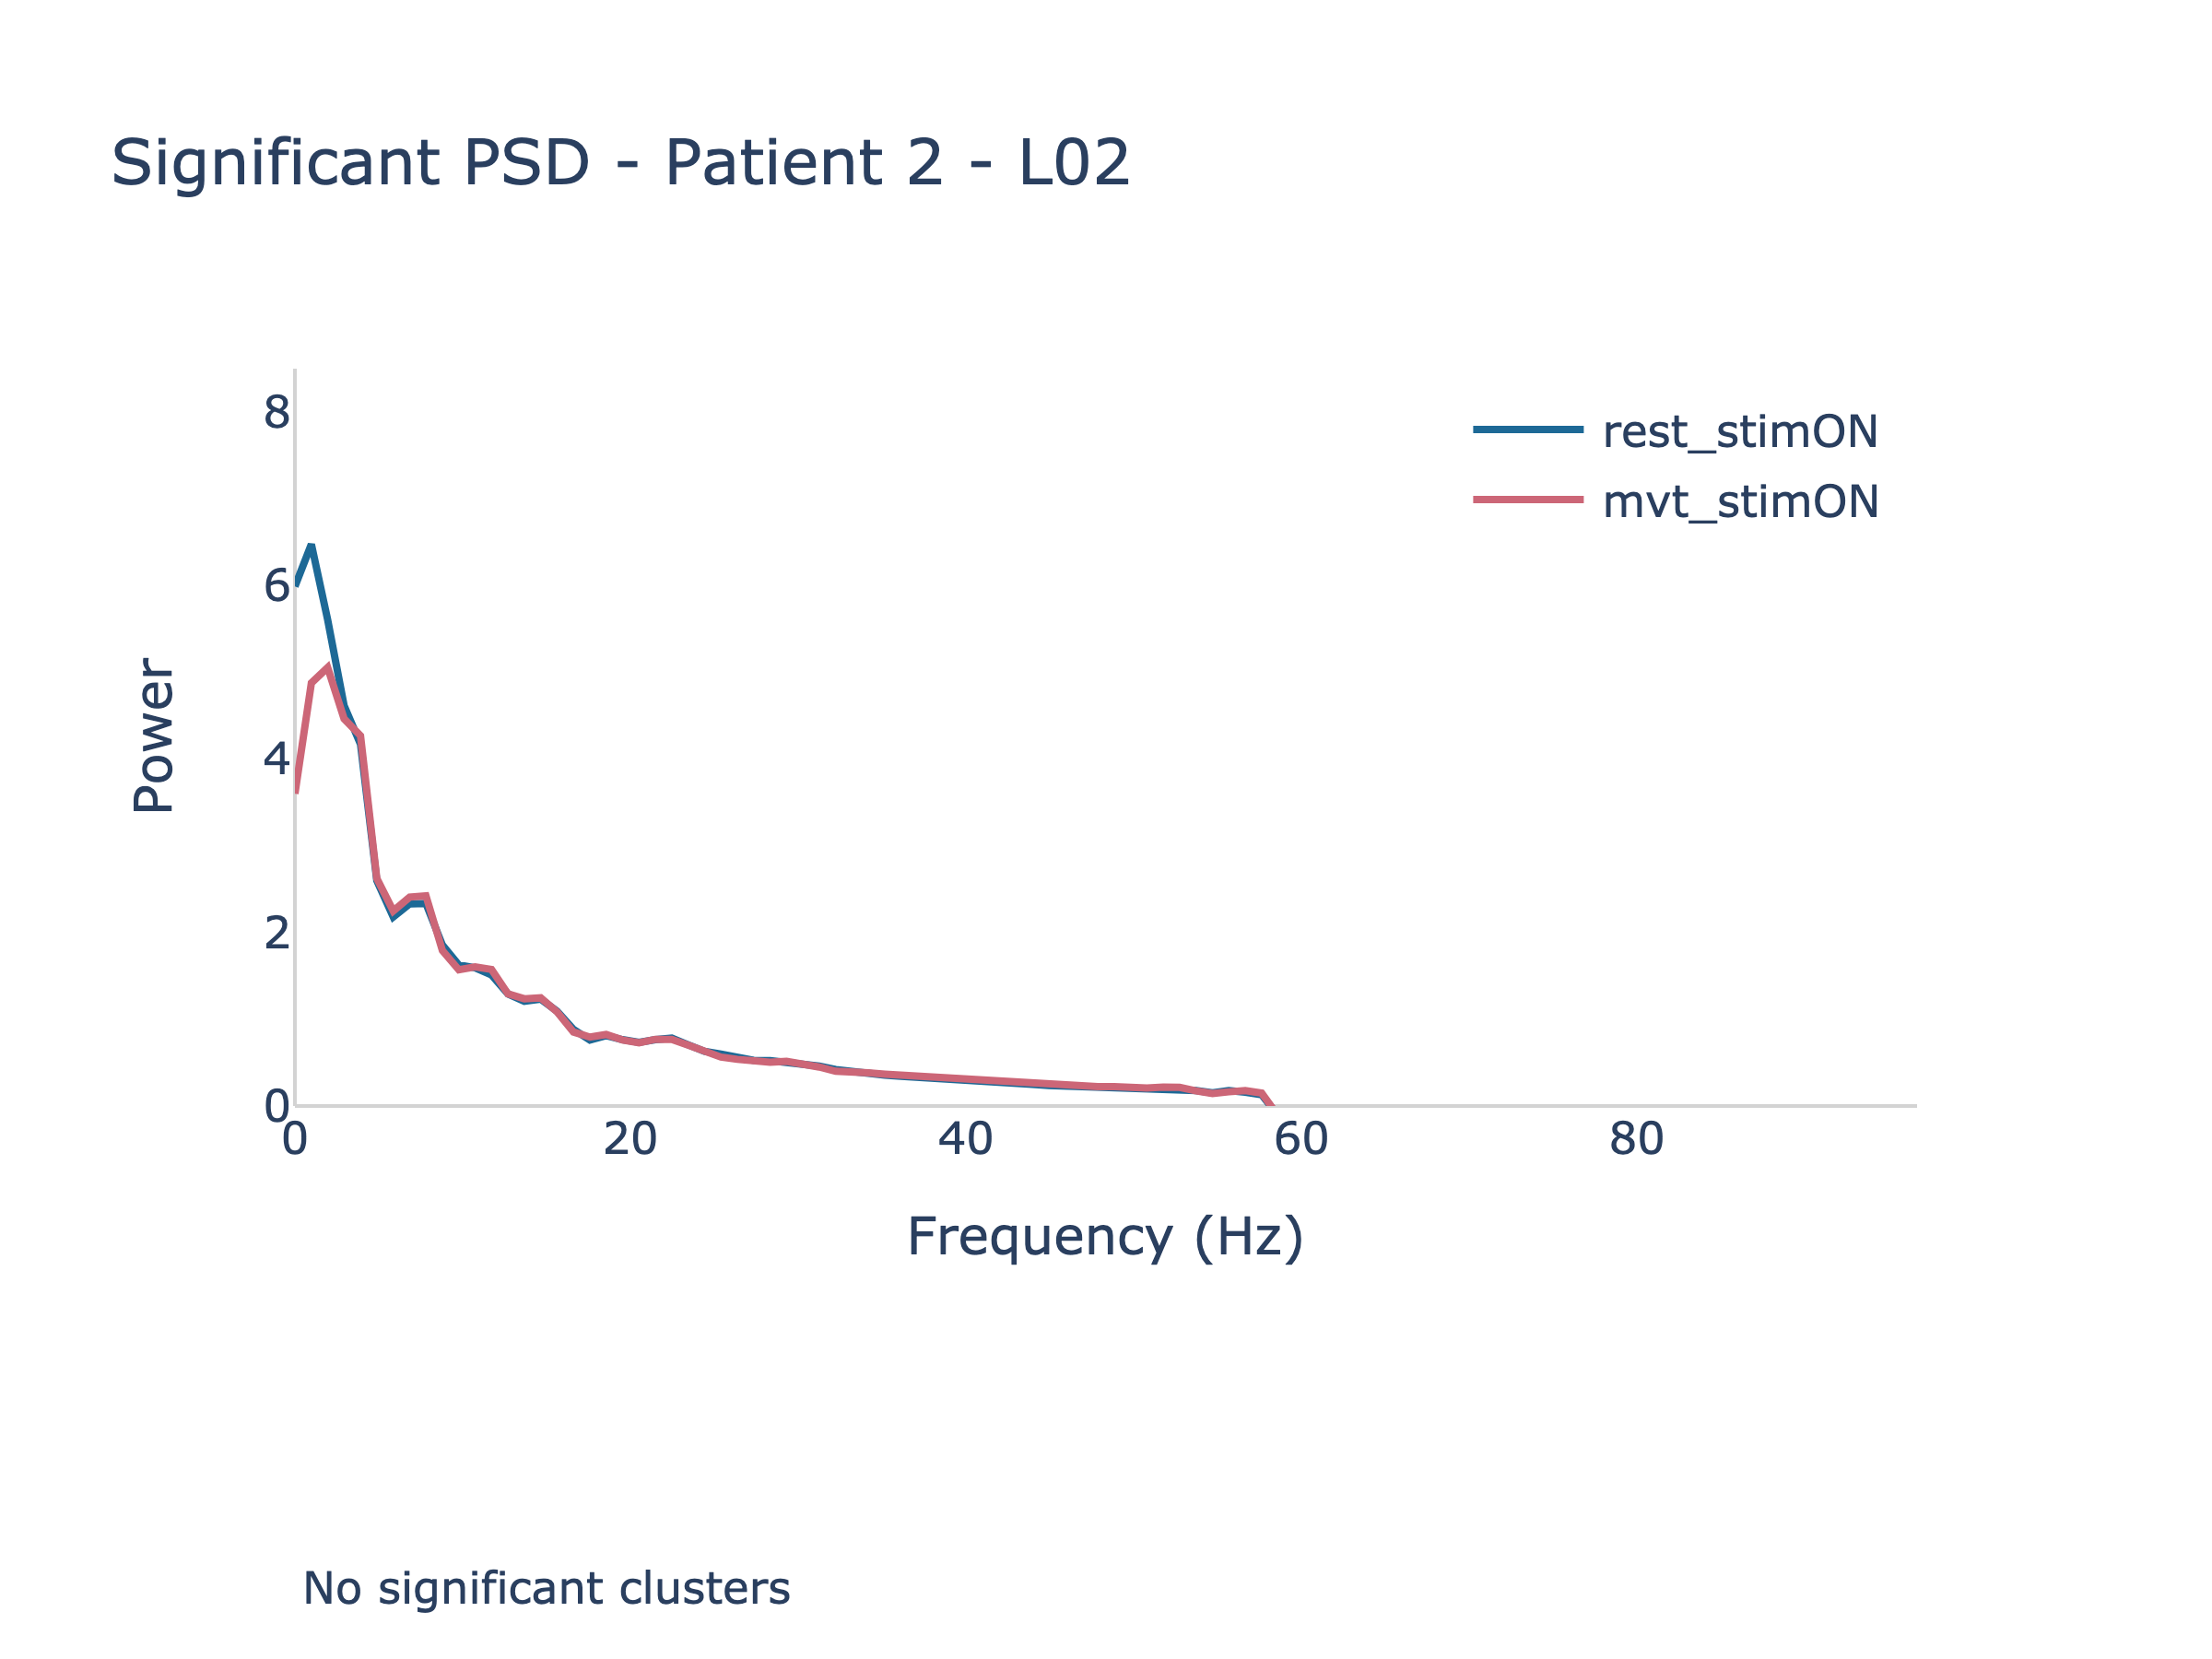 Significant PSD - Patient 2 - L02
8
6
4
2
0
Power
rest_stimON
mvt_stimON
0 20 40 60 80
Frequency (Hz)
No significant clusters